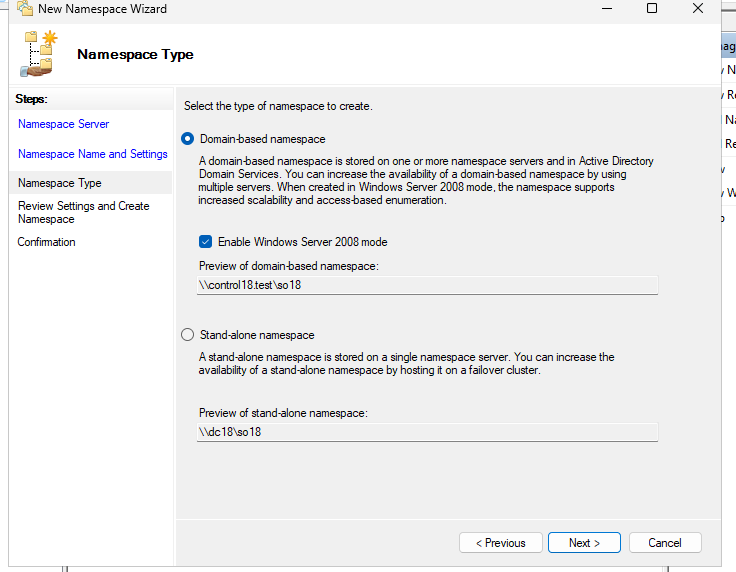 New Namespace Wizard
Namespace Type
Steps:
Namespace Server
Namespace Name and Settings
Namespace Type
Review Settings and Create
Namespace
Confirmation
Select the type of namespace to create.
Domain-based namespace
A domain-based namespace is stored on one or more namespace servers and in Active Directory
Domain Services. You can increase the availability of a domain-based namespace by using
multiple servers. When created in Windows Server 2008 mode, the namespace supports
increased scalability and access-based enumeration.
Enable Windows Server 2008 mode
Preview of domain-based namespace:
\\control18.test\so18
Stand-alone namespace
A stand-alone namespace is stored on a single namespace server. You can increase the
availability of a stand-alone namespace by hosting it on a failover cluster.
Preview of stand-alone namespace:
\\dc18\so18
< Previous
Next >
Cancel